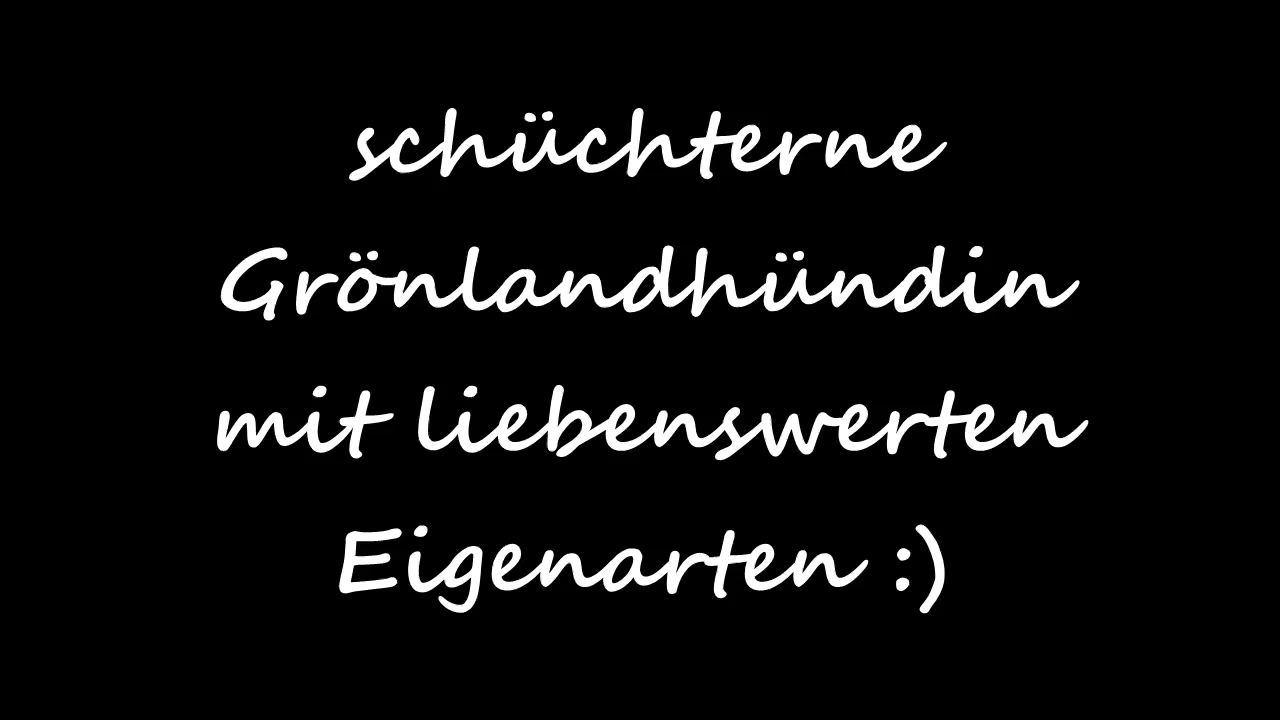 schüchterne
Grönlandhündin
mit liebenswerten
Eigenarten :)